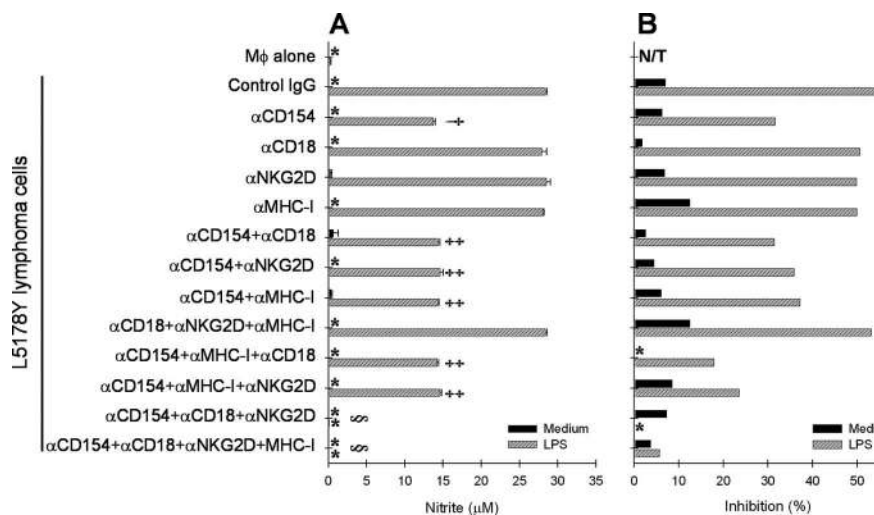 A
B
Mϕ alone
*
N/T
Control IgG
*
αCD154
†
αCD18
*
αNKG2D
αMHC-I
*
αCD154+αCD18
‡‡
αCD154+αNKG2D
*
‡‡
αCD154+αMHC-I
‡‡
αCD18+αNKG2D+αMHC-I
*
αCD154+αMHC-I+αCD18
*
‡‡
*
αCD154+αMHC-I+αNKG2D
*
‡‡
αCD154+αCD18+αNKG2D
*
*
§
*
αCD154+αCD18+αNKG2D+MHC-I
*
*
§
L5178Y lymphoma cells
Medium
LPS
Med
LPS
0 5 10 15 20 25 30 35
0 10 20 30 40 50
Nitrite (μM)
Inhibition (%)